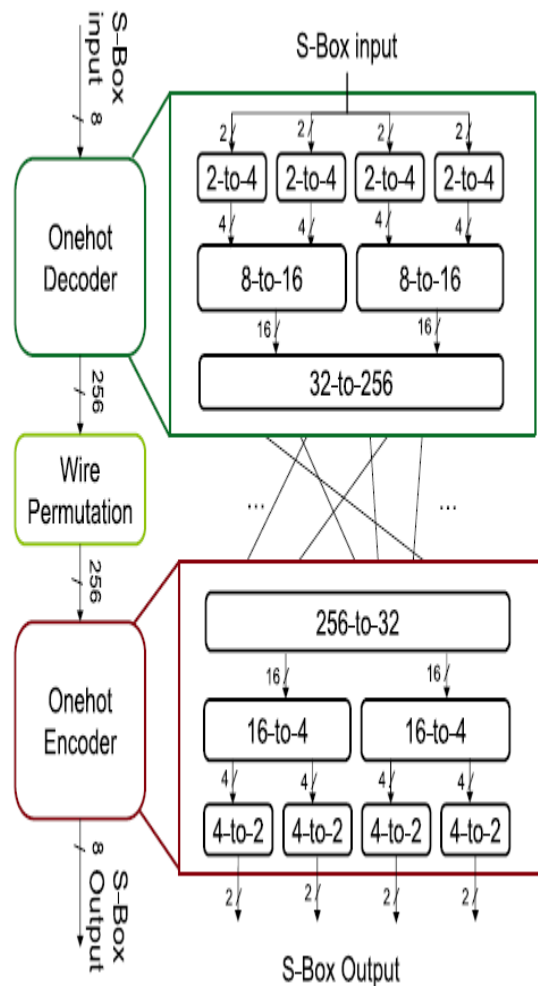 S-Box
input
8
Onehot
Decoder
256
Wire
Permutation
256
Onehot
Encoder
8
S-Box
Output
S-Box input
2 2 2 2
2-to-4 2-to-4 2-to-4 2-to-4
4 4 4 4
8-to-16 8-to-16
16 16
32-to-256
... ...
256-to-32
16 16
16-to-4 16-to-4
4 4 4 4
4-to-2 4-to-2 4-to-2 4-to-2
2 2 2 2
S-Box Output